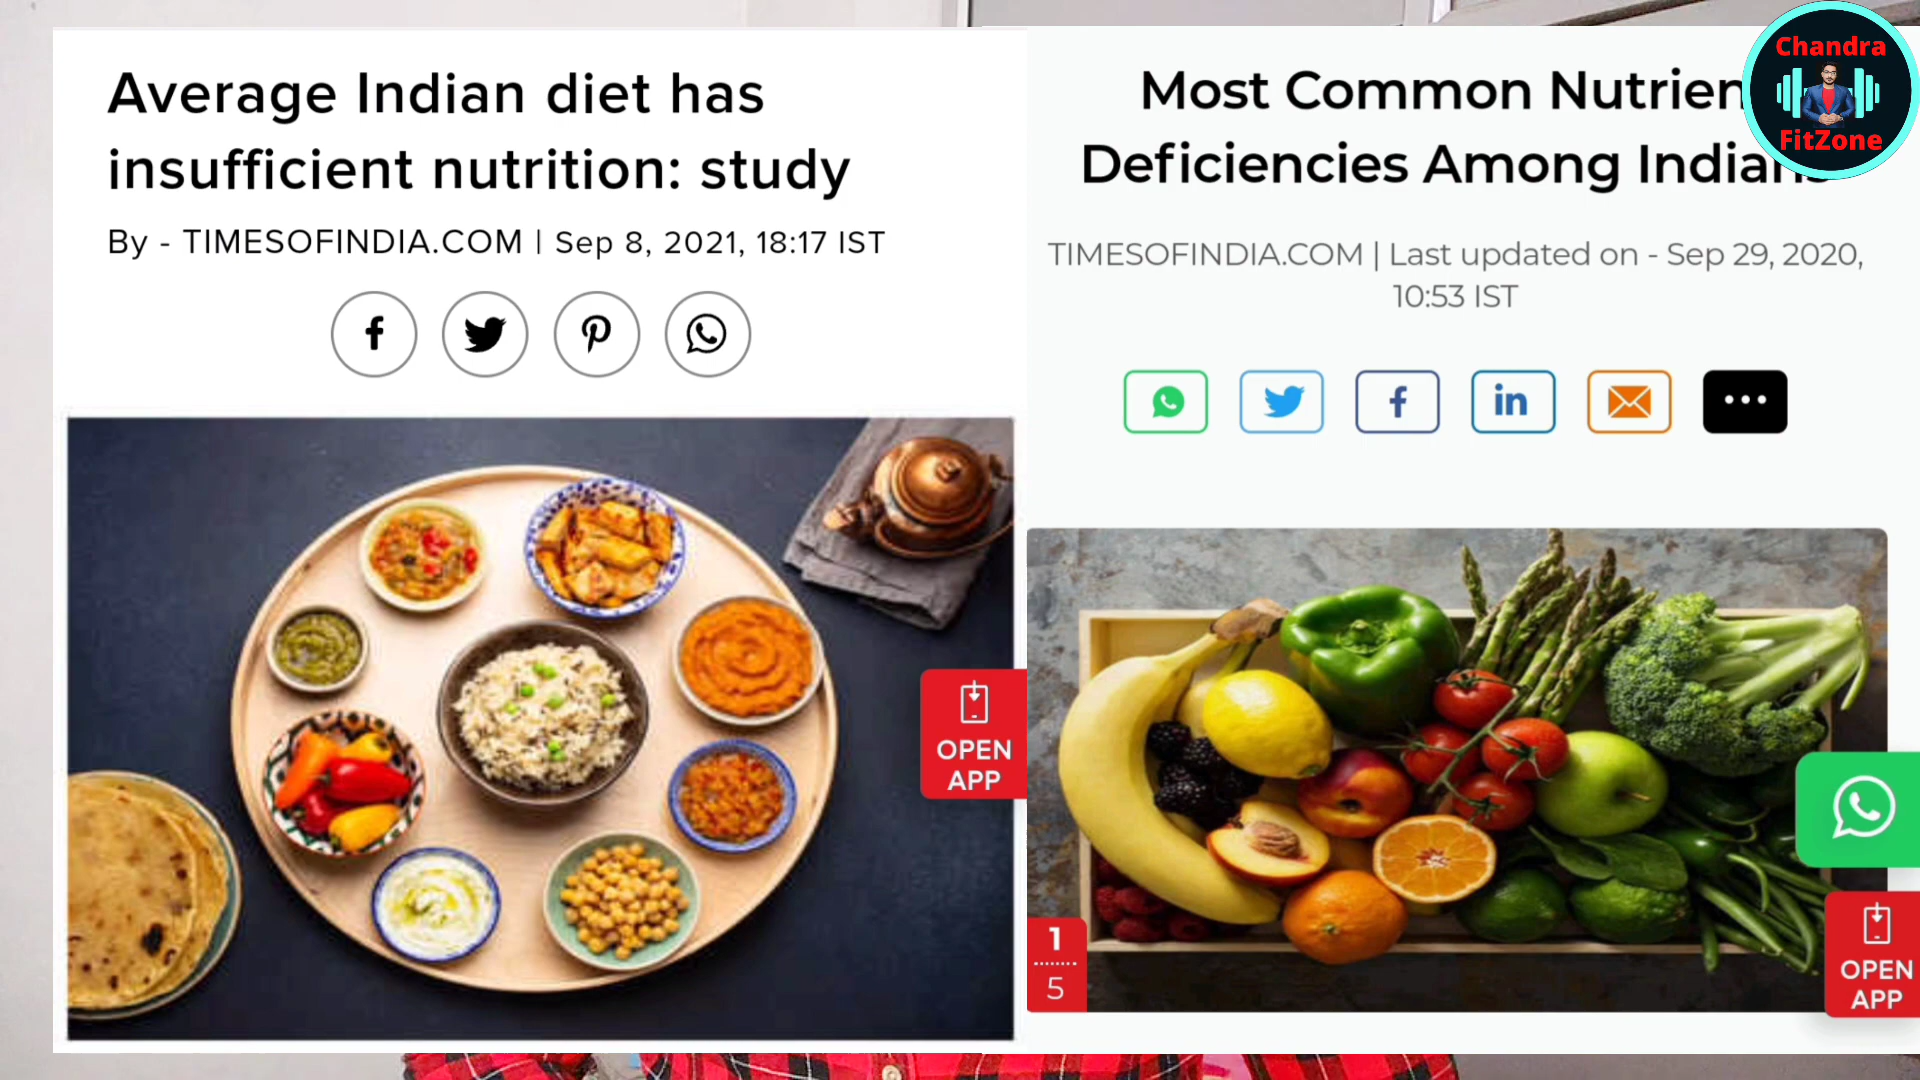 Average Indian diet has
insufficient nutrition: study
By - TIMESOFINDIA.COM | Sep 8, 2021, 18:17 IST
OPEN
APP
Most Common
Deficiencies Among
TIMESOFINDIA.COM | Last updated on - Sep 29, 2020,
10:53 IST
in
1
5
OPEN
APP
Chandra
FitZone